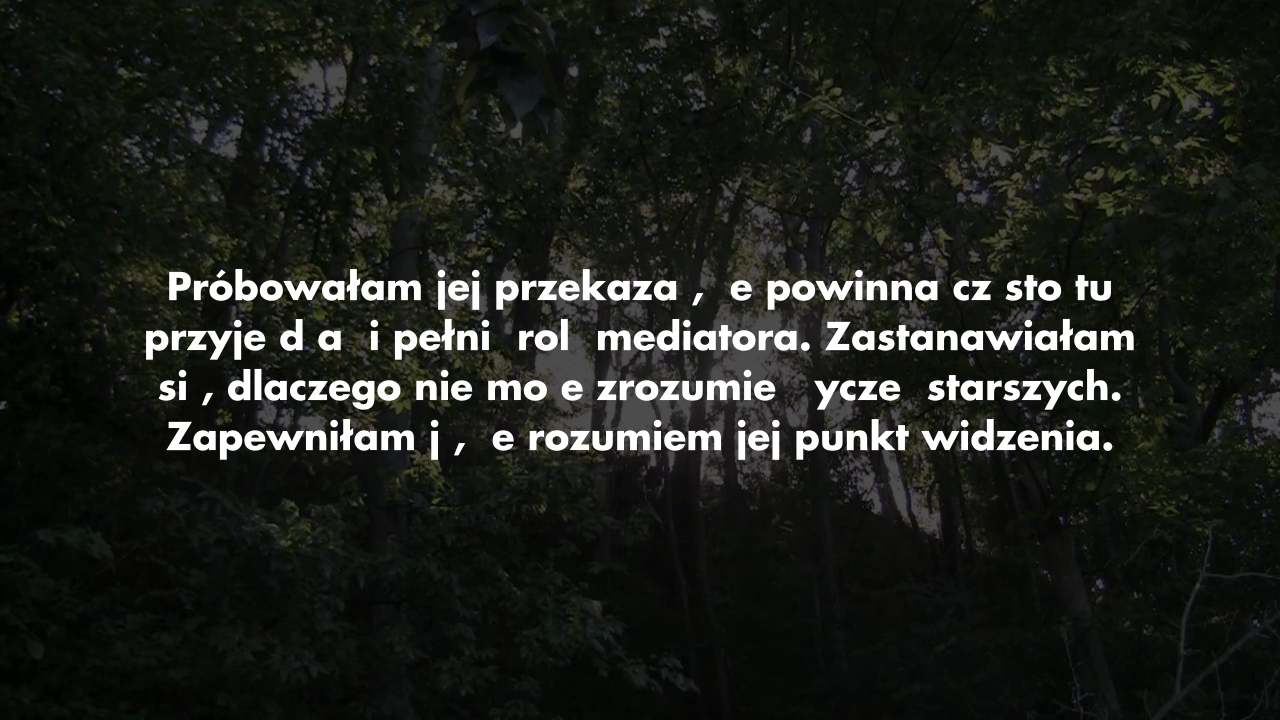 Próbowałam jej przekaza , e powinna cz sto tu
przyje d a i pełni rol mediatora. Zastanawiałam
si , dlaczego nie mo e zrozumie ycze starszych.
Zapewniłam j , e rozumiem jej punkt widzenia.